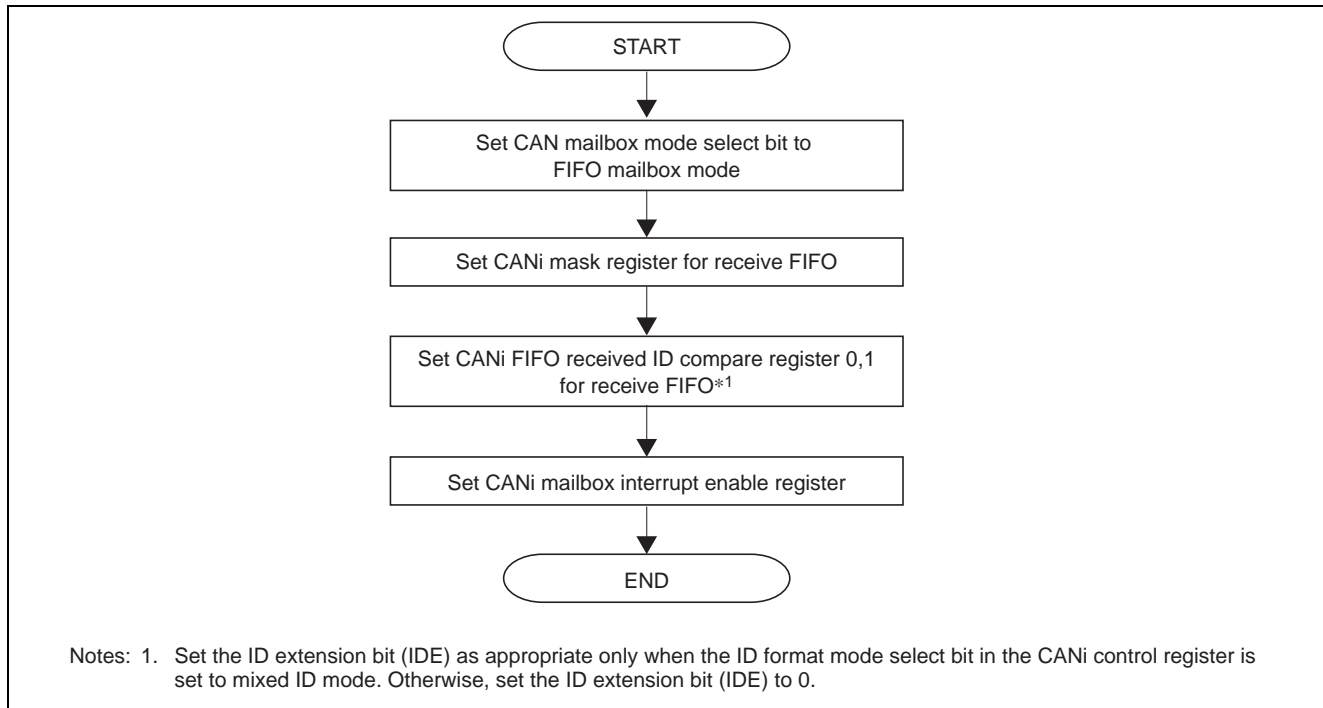 START
Set CAN mailbox mode select bit to
FIFO mailbox mode
Set CANi mask register for receive FIFO
Set CANi FIFO received ID compare register 0,1
for receive FIFO*1
Set CANi mailbox interrupt enable register
END
Notes: 1. Set the ID extension bit (IDE) as appropriate only when the ID format mode select bit in the CANi control register is
set to mixed ID mode. Otherwise, set the ID extension bit (IDE) to 0.